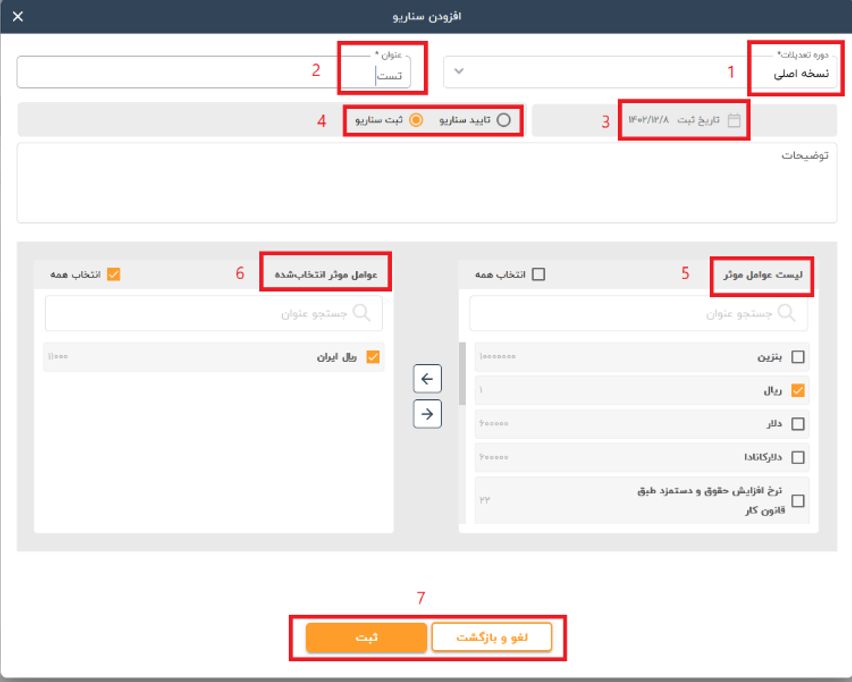 افزودن سناریو
دوره تعدیلات*
نسخه اصلی
1
عنوان *
تست
2
تاریخ ثبت ۱۴۰۲/۱۲/۸
3
تایید سناریو ثبت سناریو
4
توضیحات
لیست عوامل موثر
5
انتخاب همه
جستجو عنوان
بنزین ۱۰۰۰۰۰۰۰
ریال ۱
دلار ۶۰۰۰۰۰
دلارکانادا ۶۰۰۰۰۰
نرخ افزایش حقوق و دستمزد طبق
قانون کار ۲۲
عوامل موثر انتخاب‌شده
6
انتخاب همه
جستجو عنوان
ریال ایران ۱۱۰۰۰
7
لغو و بازگشت
ثبت